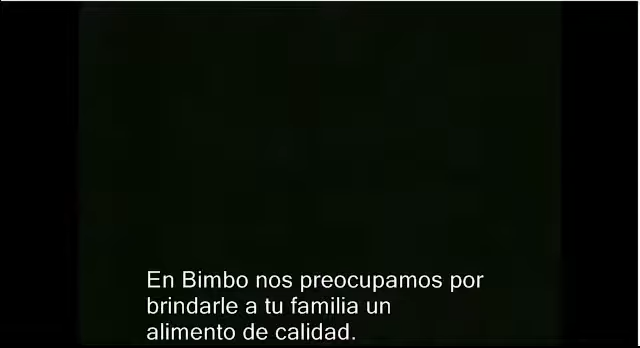 En Bimbo nos preocupamos por
brindarle a tu familia un
alimento de calidad.